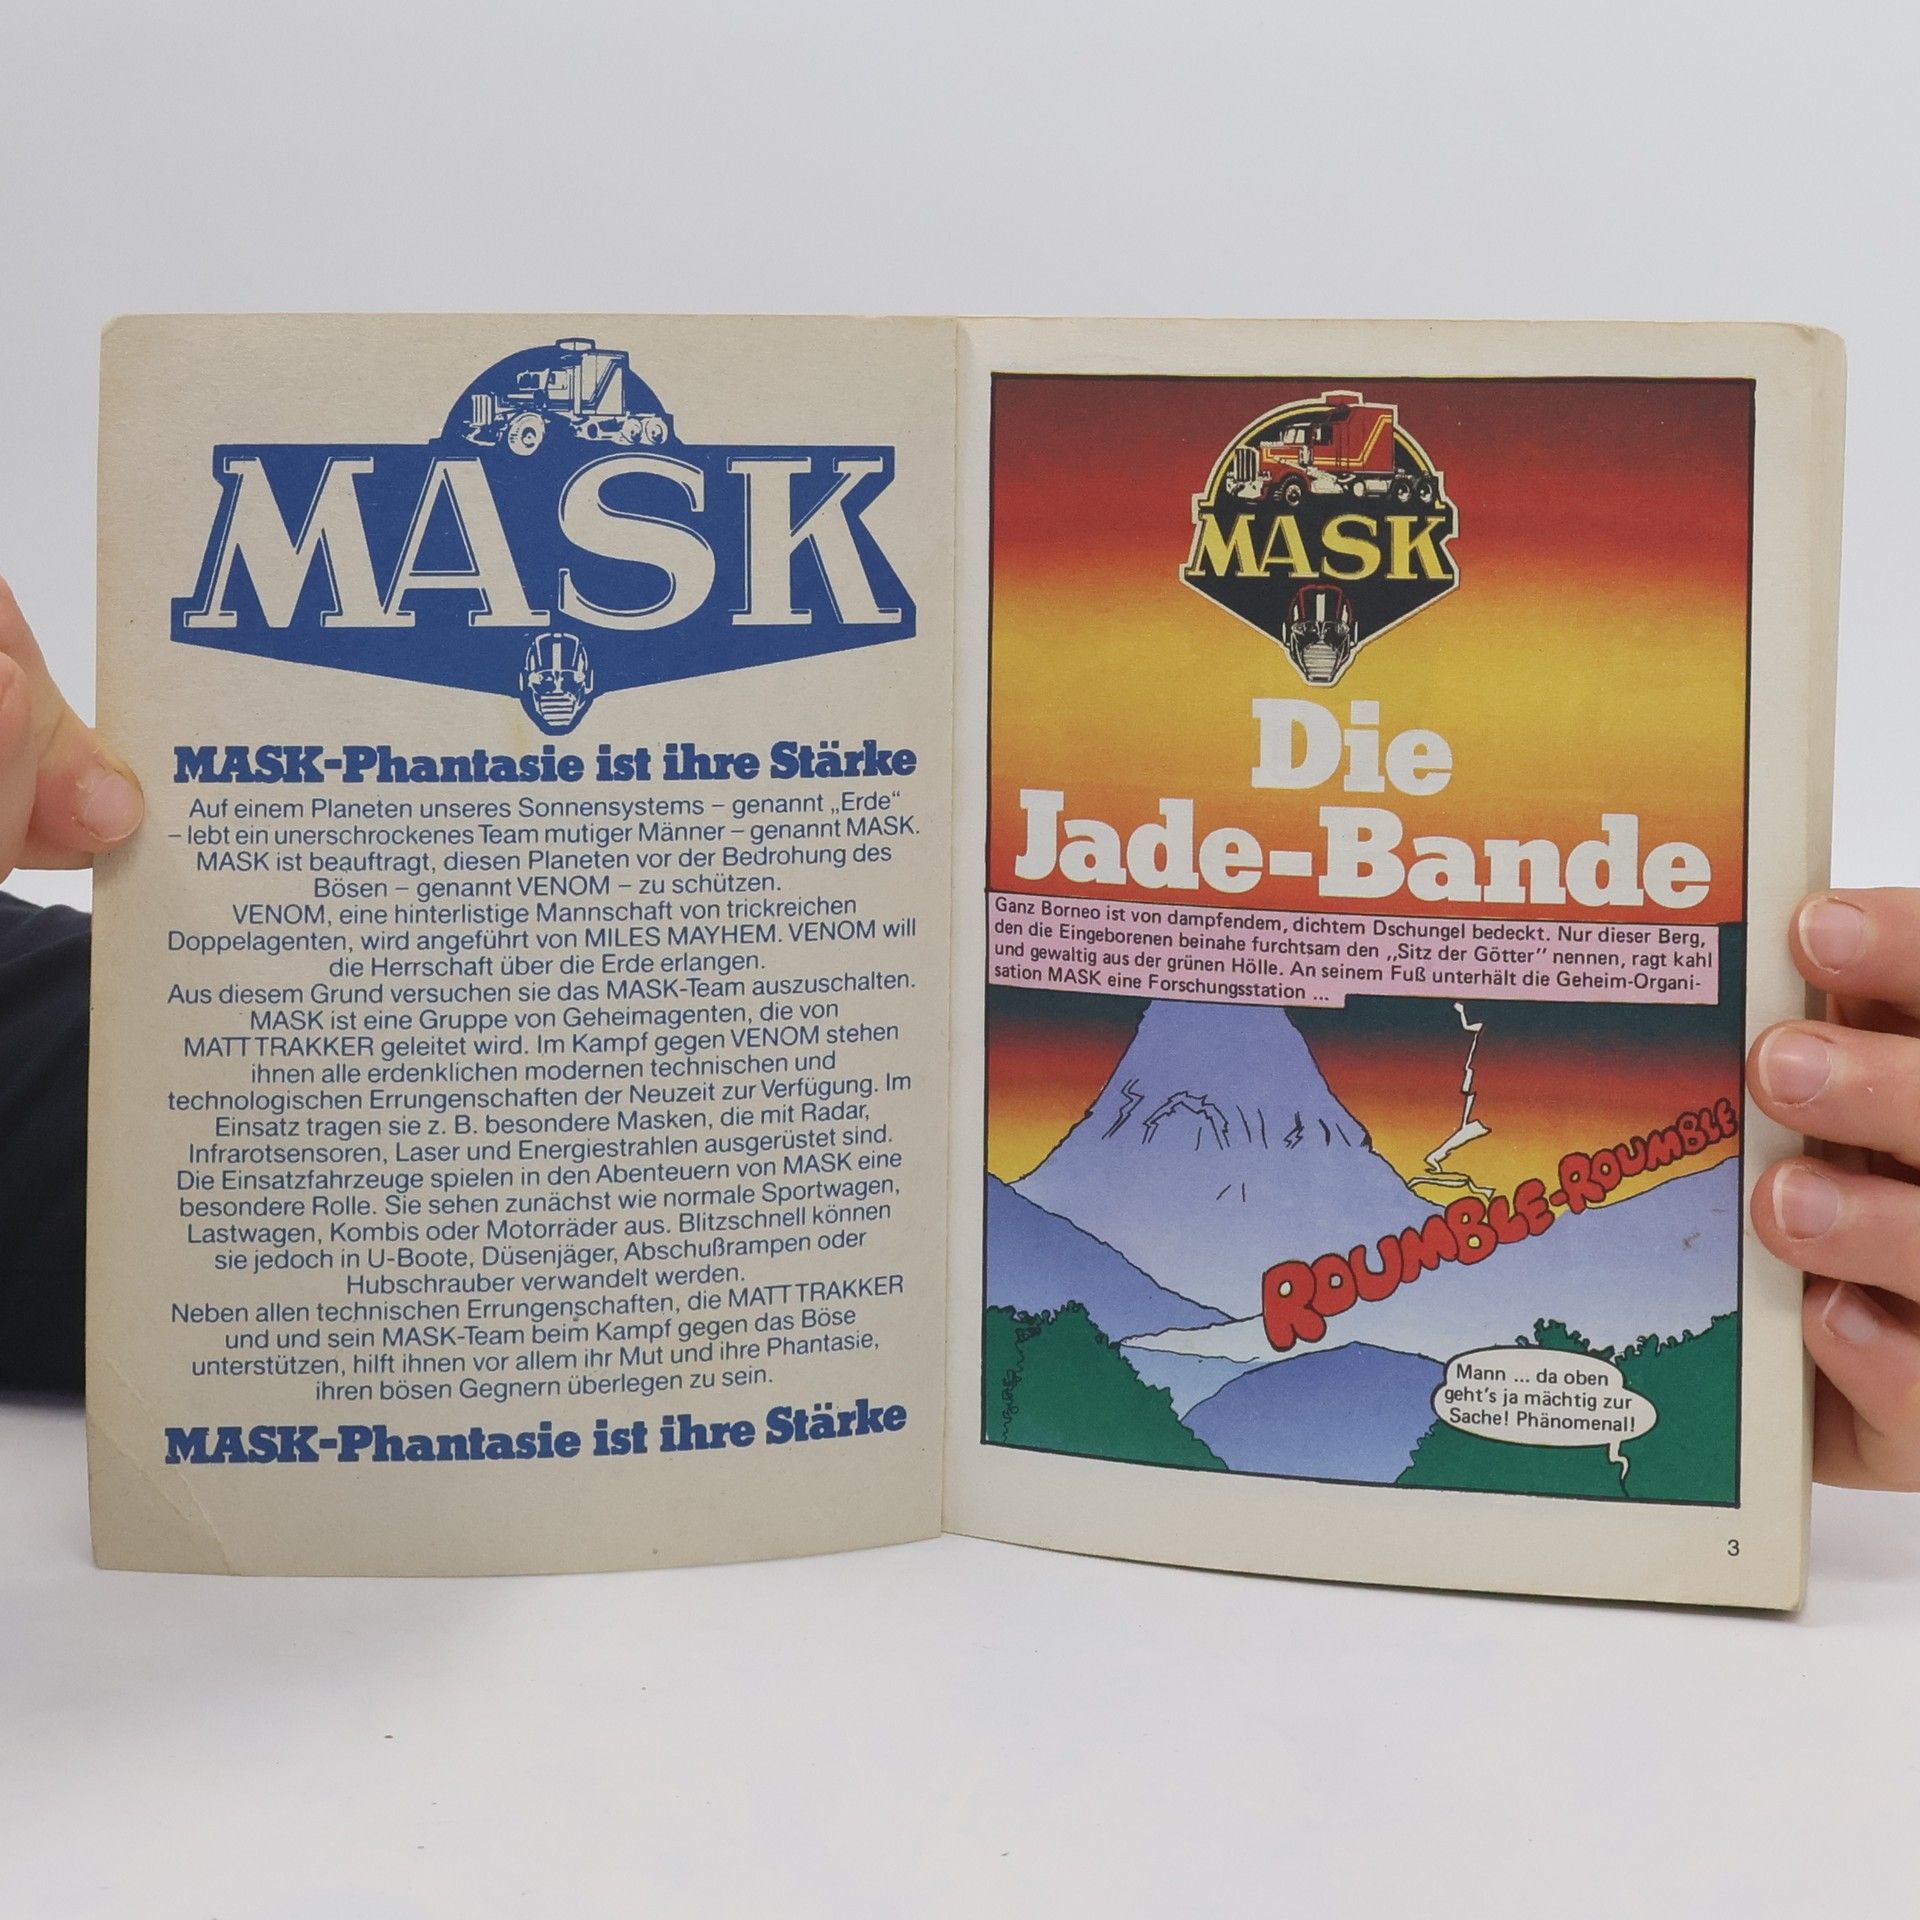 MASK
MASK-Phantasie ist ihre Stärke
Auf einem Planeten unseres Sonnensystems – genannt „Erde“
– lebt ein unerschrockenes Team mutiger Männer – genannt MASK.
MASK ist beauftragt, diesen Planeten vor der Bedrohung des
Bösen – genannt VENOM – zu schützen.
VENOM, eine hinterlistige Mannschaft von trickreichen
Doppelagenten, wird angeführt von MILES MAYHEM. VENOM will
die Herrschaft über die Erde erlangen.
Aus diesem Grund versuchen sie das MASK-Team auszuschalten.
MASK ist eine Gruppe von Geheimagenten, die von
MATT TRAKKER geleitet wird. Im Kampf gegen VENOM stehen
ihnen alle erdenklichen modernen technischen und
technologischen Errungenschaften der Neuzeit zur Verfügung. Im
Einsatz tragen sie z. B. besondere Masken, die mit Radar,
Infrarotsensoren, Laser und Energiestrahlen ausgerüstet sind.
Die Einsatzfahrzeuge spielen in den Abenteuern von MASK eine
besondere Rolle. Sie sehen zunächst wie normale Sportwagen,
Lastwagen, Kombis oder Motorräder aus. Blitzschnell können
sie jedoch in U-Boote, Düsenjäger, Abschußrampen oder
Hubschrauber verwandelt werden.
Neben allen technischen Errungenschaften, die MATT TRAKKER
und und sein MASK-Team beim Kampf gegen das Böse
unterstützen, hilft ihnen vor allem ihr Mut und ihre Phantasie,
ihren bösen Gegnern überlegen zu sein.
MASK-Phantasie ist ihre Stärke
MASK
Die
Jade-Bande
Ganz Borneo ist von dampfendem, dichtem Dschungel bedeckt. Nur dieser Berg,
den die Eingeborenen beinahe furchtsam den „Sitz der Götter“ nennen, ragt kahl
und gewaltig aus der grünen Hölle. An seinem Fuß unterhält die Geheim-Organi-
sation MASK eine Forschungsstation ...
ROUMBLE-ROUMBLE
Mann ... da oben
geht's ja mächtig zur
Sache! Phänomenal!
3